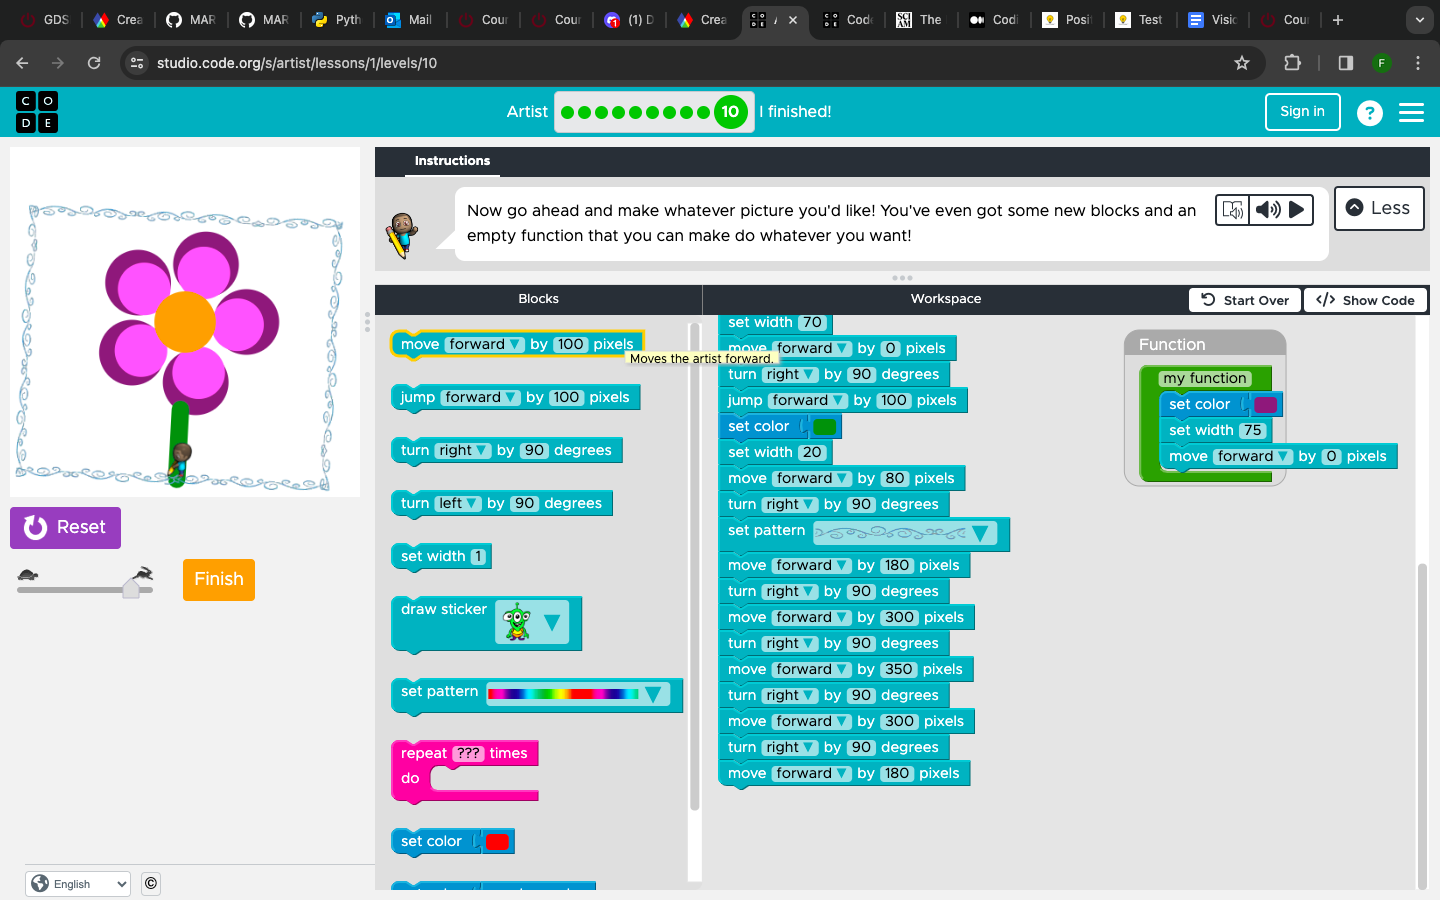 GDS
Crea
MAR
MAR
Pyth
Mail
Cour
Cour
(1) D
Crea
Code
The
Codi
Posi
Test
Visic
Cou
studio.code.org/s/artist/lessons/1/levels/10
F
C O
D E
Artist 10 I finished!
Sign in
?
Instructions
Now go ahead and make whatever picture you'd like! You've even got some new blocks and an
empty function that you can make do whatever you want!
Less
Blocks
Workspace
Start Over
</> Show Code
Reset
Finish
move forward by 100 pixels
Moves the artist forward.
jump forward by 100 pixels
turn right by 90 degrees
turn left by 90 degrees
set width 1
draw sticker
set pattern
repeat ??? times
do
set color
set width 70
move forward by 0 pixels
turn right by 90 degrees
jump forward by 100 pixels
set color
set width 20
move forward by 80 pixels
turn right by 90 degrees
set pattern
move forward by 180 pixels
turn right by 90 degrees
move forward by 300 pixels
turn right by 90 degrees
move forward by 350 pixels
turn right by 90 degrees
move forward by 300 pixels
turn right by 90 degrees
move forward by 180 pixels
Function
my function
set color
set width 75
move forward by 0 pixels
English
©